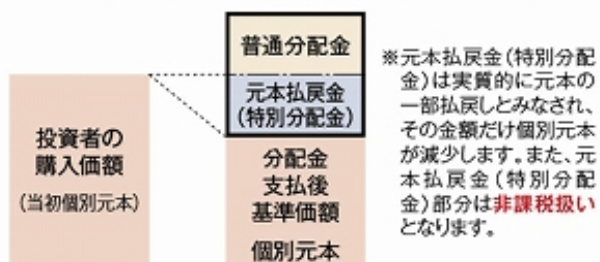 普通分配金
元本払戻金
(特別分配金)
投資者の
購入価額
(当初個別元本)
分配金
支払後
基準価額
個別元本
※元本払戻金(特別分配
金)は実質的に元本の
一部払戻しとみなされ、
その金額だけ個別元本
が減少します。また、元
本払戻金(特別分配
金)部分は非課税扱い
となります。